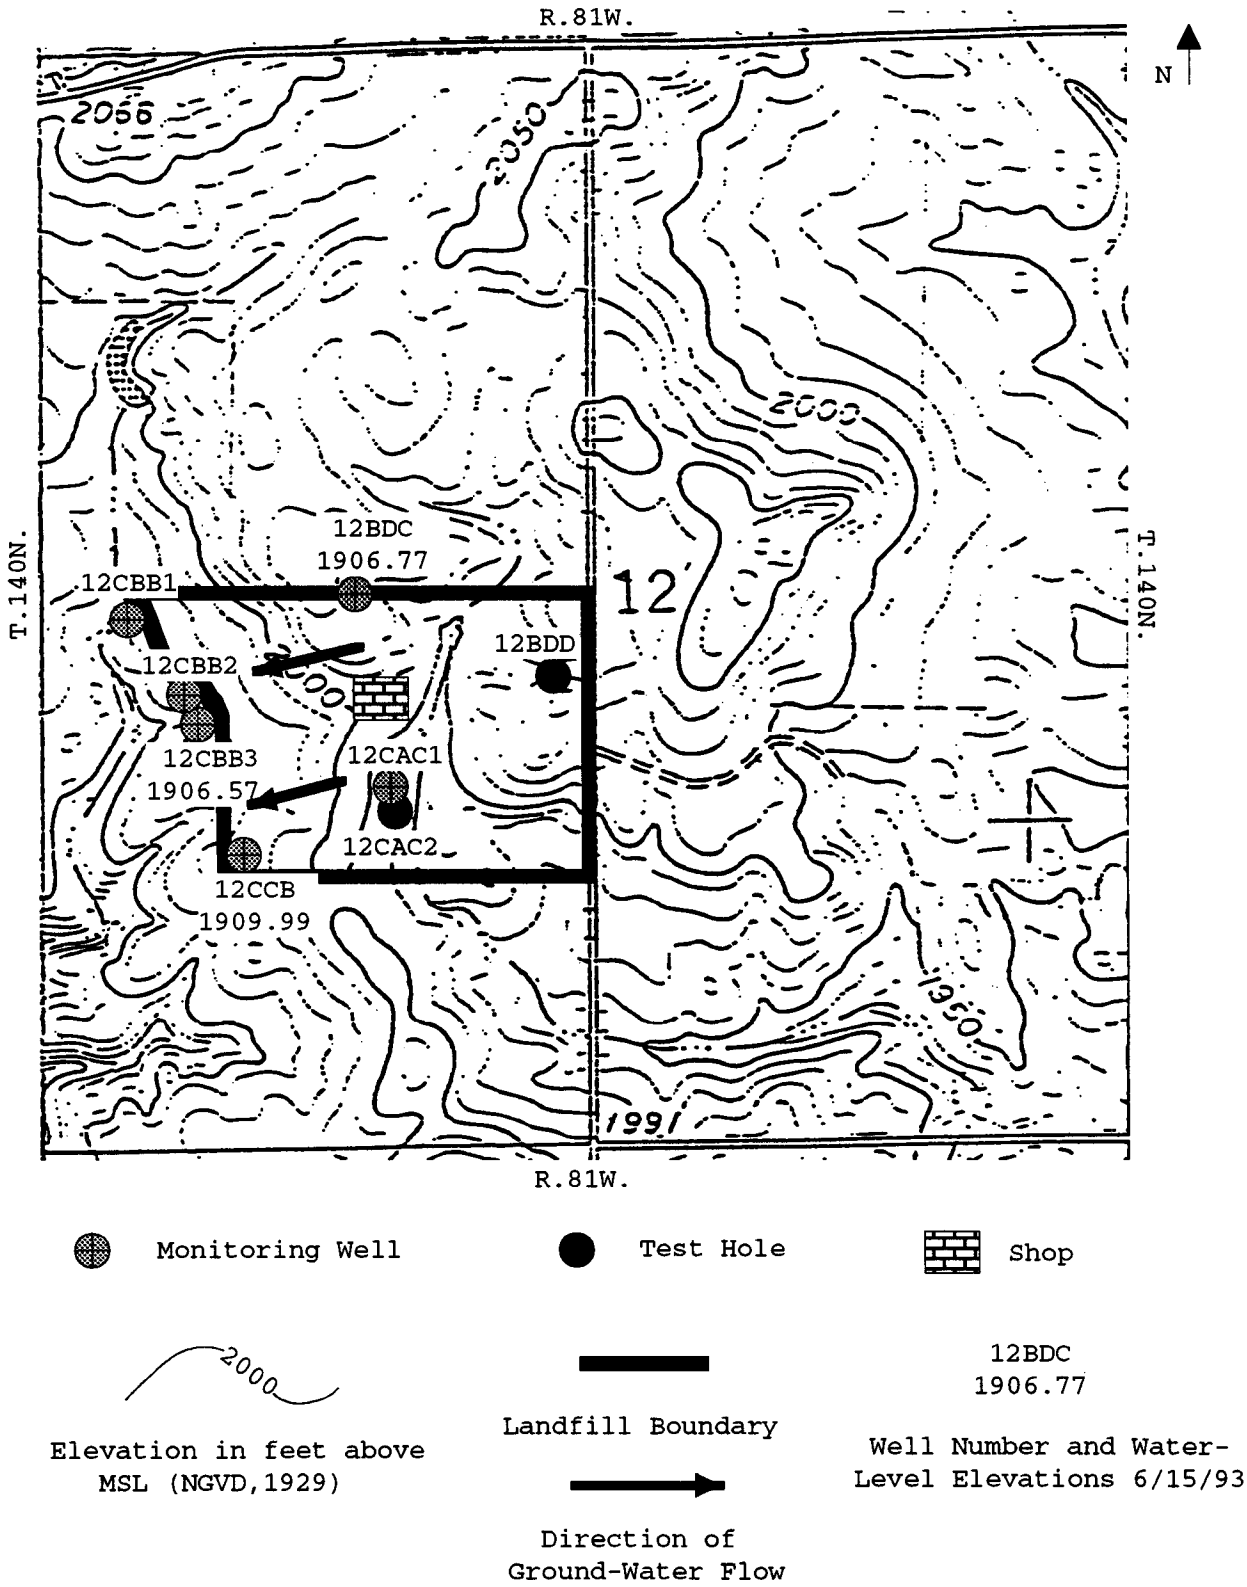 R.81W.
N
2066
2050
2000
T.140N.
T.140N.
12BDC
1906.77
12CBB1
12
12BDD
12CBB2
2000
12CBB3
1906.57
12CAC1
12CAC2
12CCB
1909.99
1950
1991
R.81W.
Monitoring Well
Test Hole
Shop
2000
Elevation in feet above
MSL (NGVD,1929)
Landfill Boundary
Direction of
Ground-Water Flow
12BDC
1906.77
Well Number and Water-
Level Elevations 6/15/93